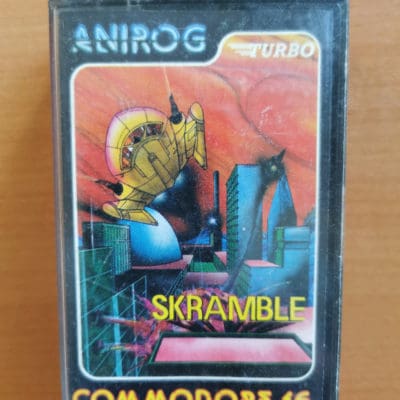 ANIROG
TURBO
SKRAMBLE
COMMODORE 16